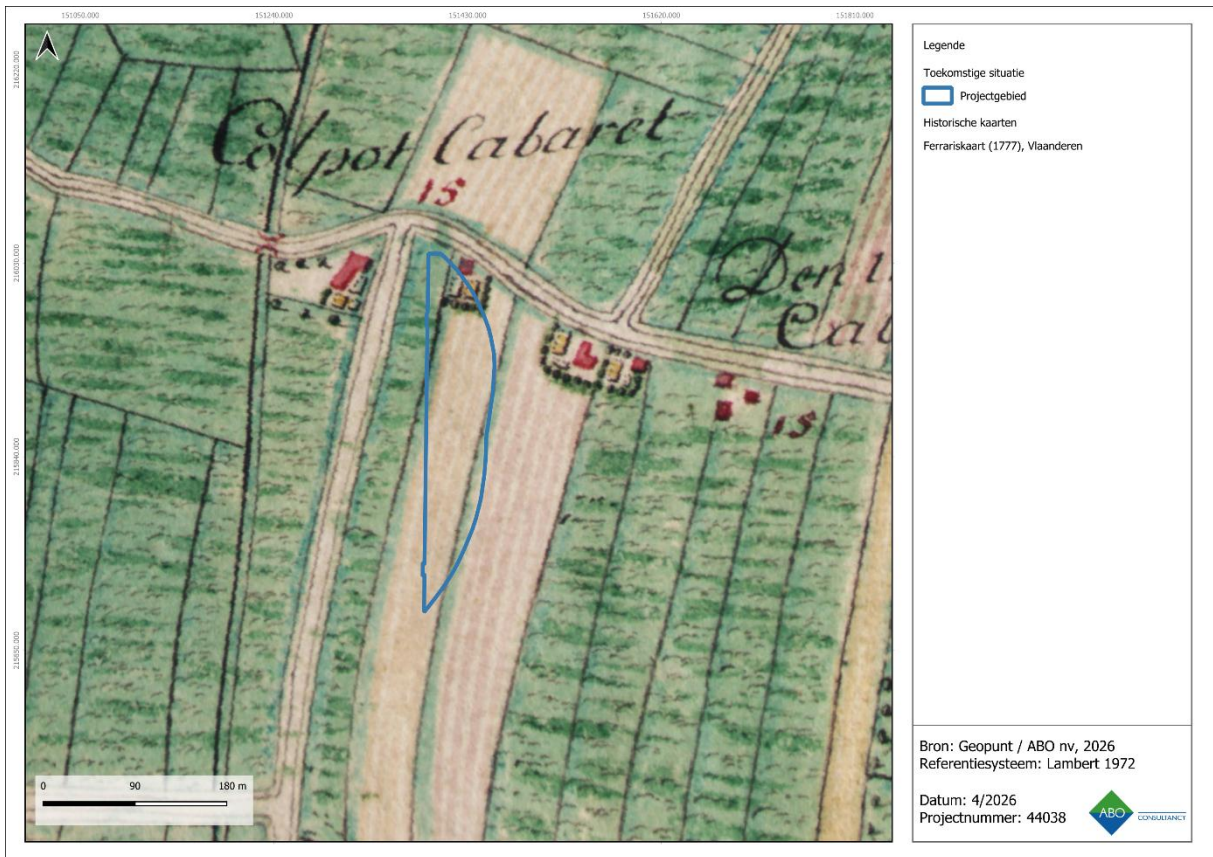 151050.000 151240.000 151430.000 151620.000 151810.000
216220.000
216030.000
215840.000
215650.000
Colpot Cabaret
15
Den
Ca
15
0 90 180 m
Legende
Toekomstige situatie
Projectgebied
Historische kaarten
Ferrariskaart (1777), Vlaanderen
Bron: Geopunt / ABO nv, 2026
Referentiesysteem: Lambert 1972
Datum: 4/2026
Projectnummer: 44038
ABO CONSULTANCY